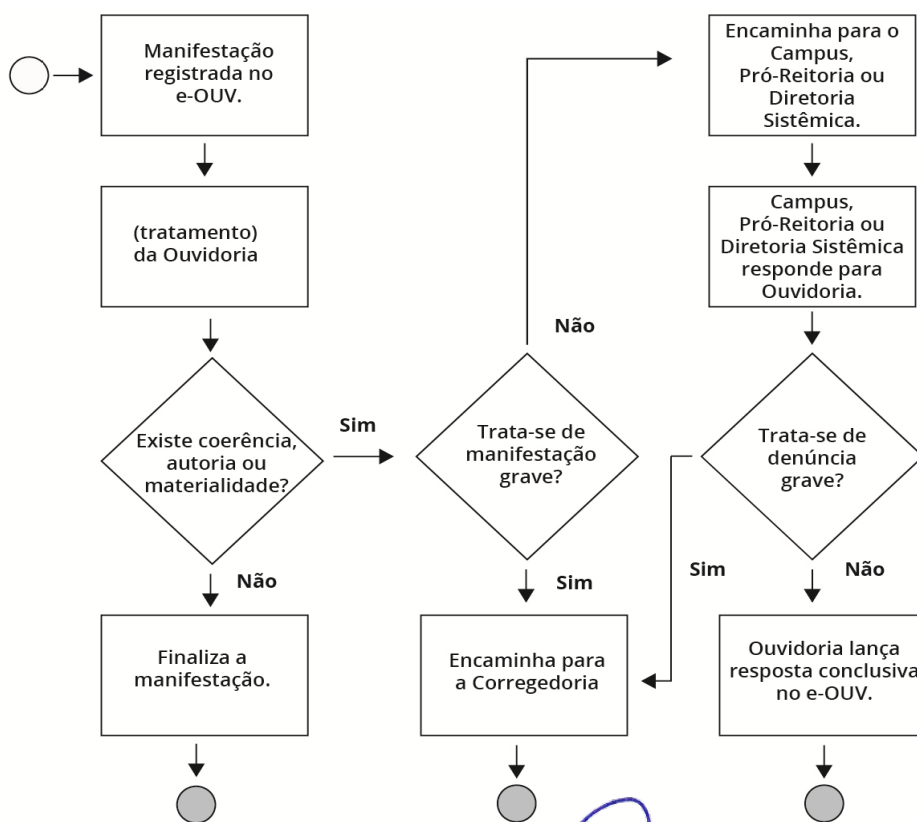 Manifestação
registrada no
e-OUV.
(tratamento)
da Ouvidoria
Existe coerência,
autoria ou
materialidade?
Sim
Não
Finaliza a
manifestação.
Trata-se de
manifestação
grave?
Não
Sim
Encaminha para
a Corregedoria
Encaminha para o
Campus,
Pró-Reitoria ou
Diretoria
Sistêmica.
Campus,
Pró-Reitoria ou
Diretoria Sistêmica
responde para
Ouvidoria.
Trata-se de
denúncia
grave?
Sim
Não
Ouvidoria lança
resposta conclusiva
no e-OUV.